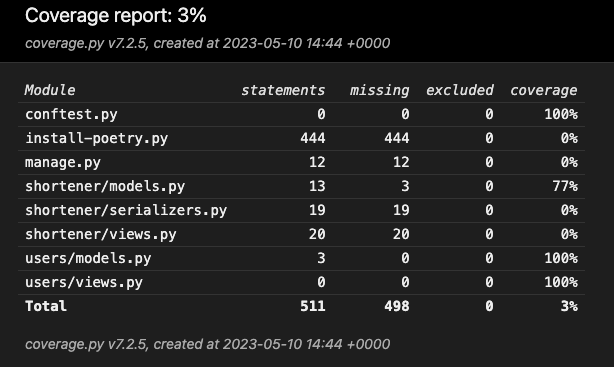 Coverage report: 3%
coverage.py v7.2.5, created at 2023-05-10 14:44 +0000
Module statements missing excluded coverage
conftest.py 0 0 0 100%
install-poetry.py 444 444 0 0%
manage.py 12 12 0 0%
shortener/models.py 13 3 0 77%
shortener/serializers.py 19 19 0 0%
shortener/views.py 20 20 0 0%
users/models.py 3 0 0 100%
users/views.py 0 0 0 100%
Total 511 498 0 3%
coverage.py v7.2.5, created at 2023-05-10 14:44 +0000